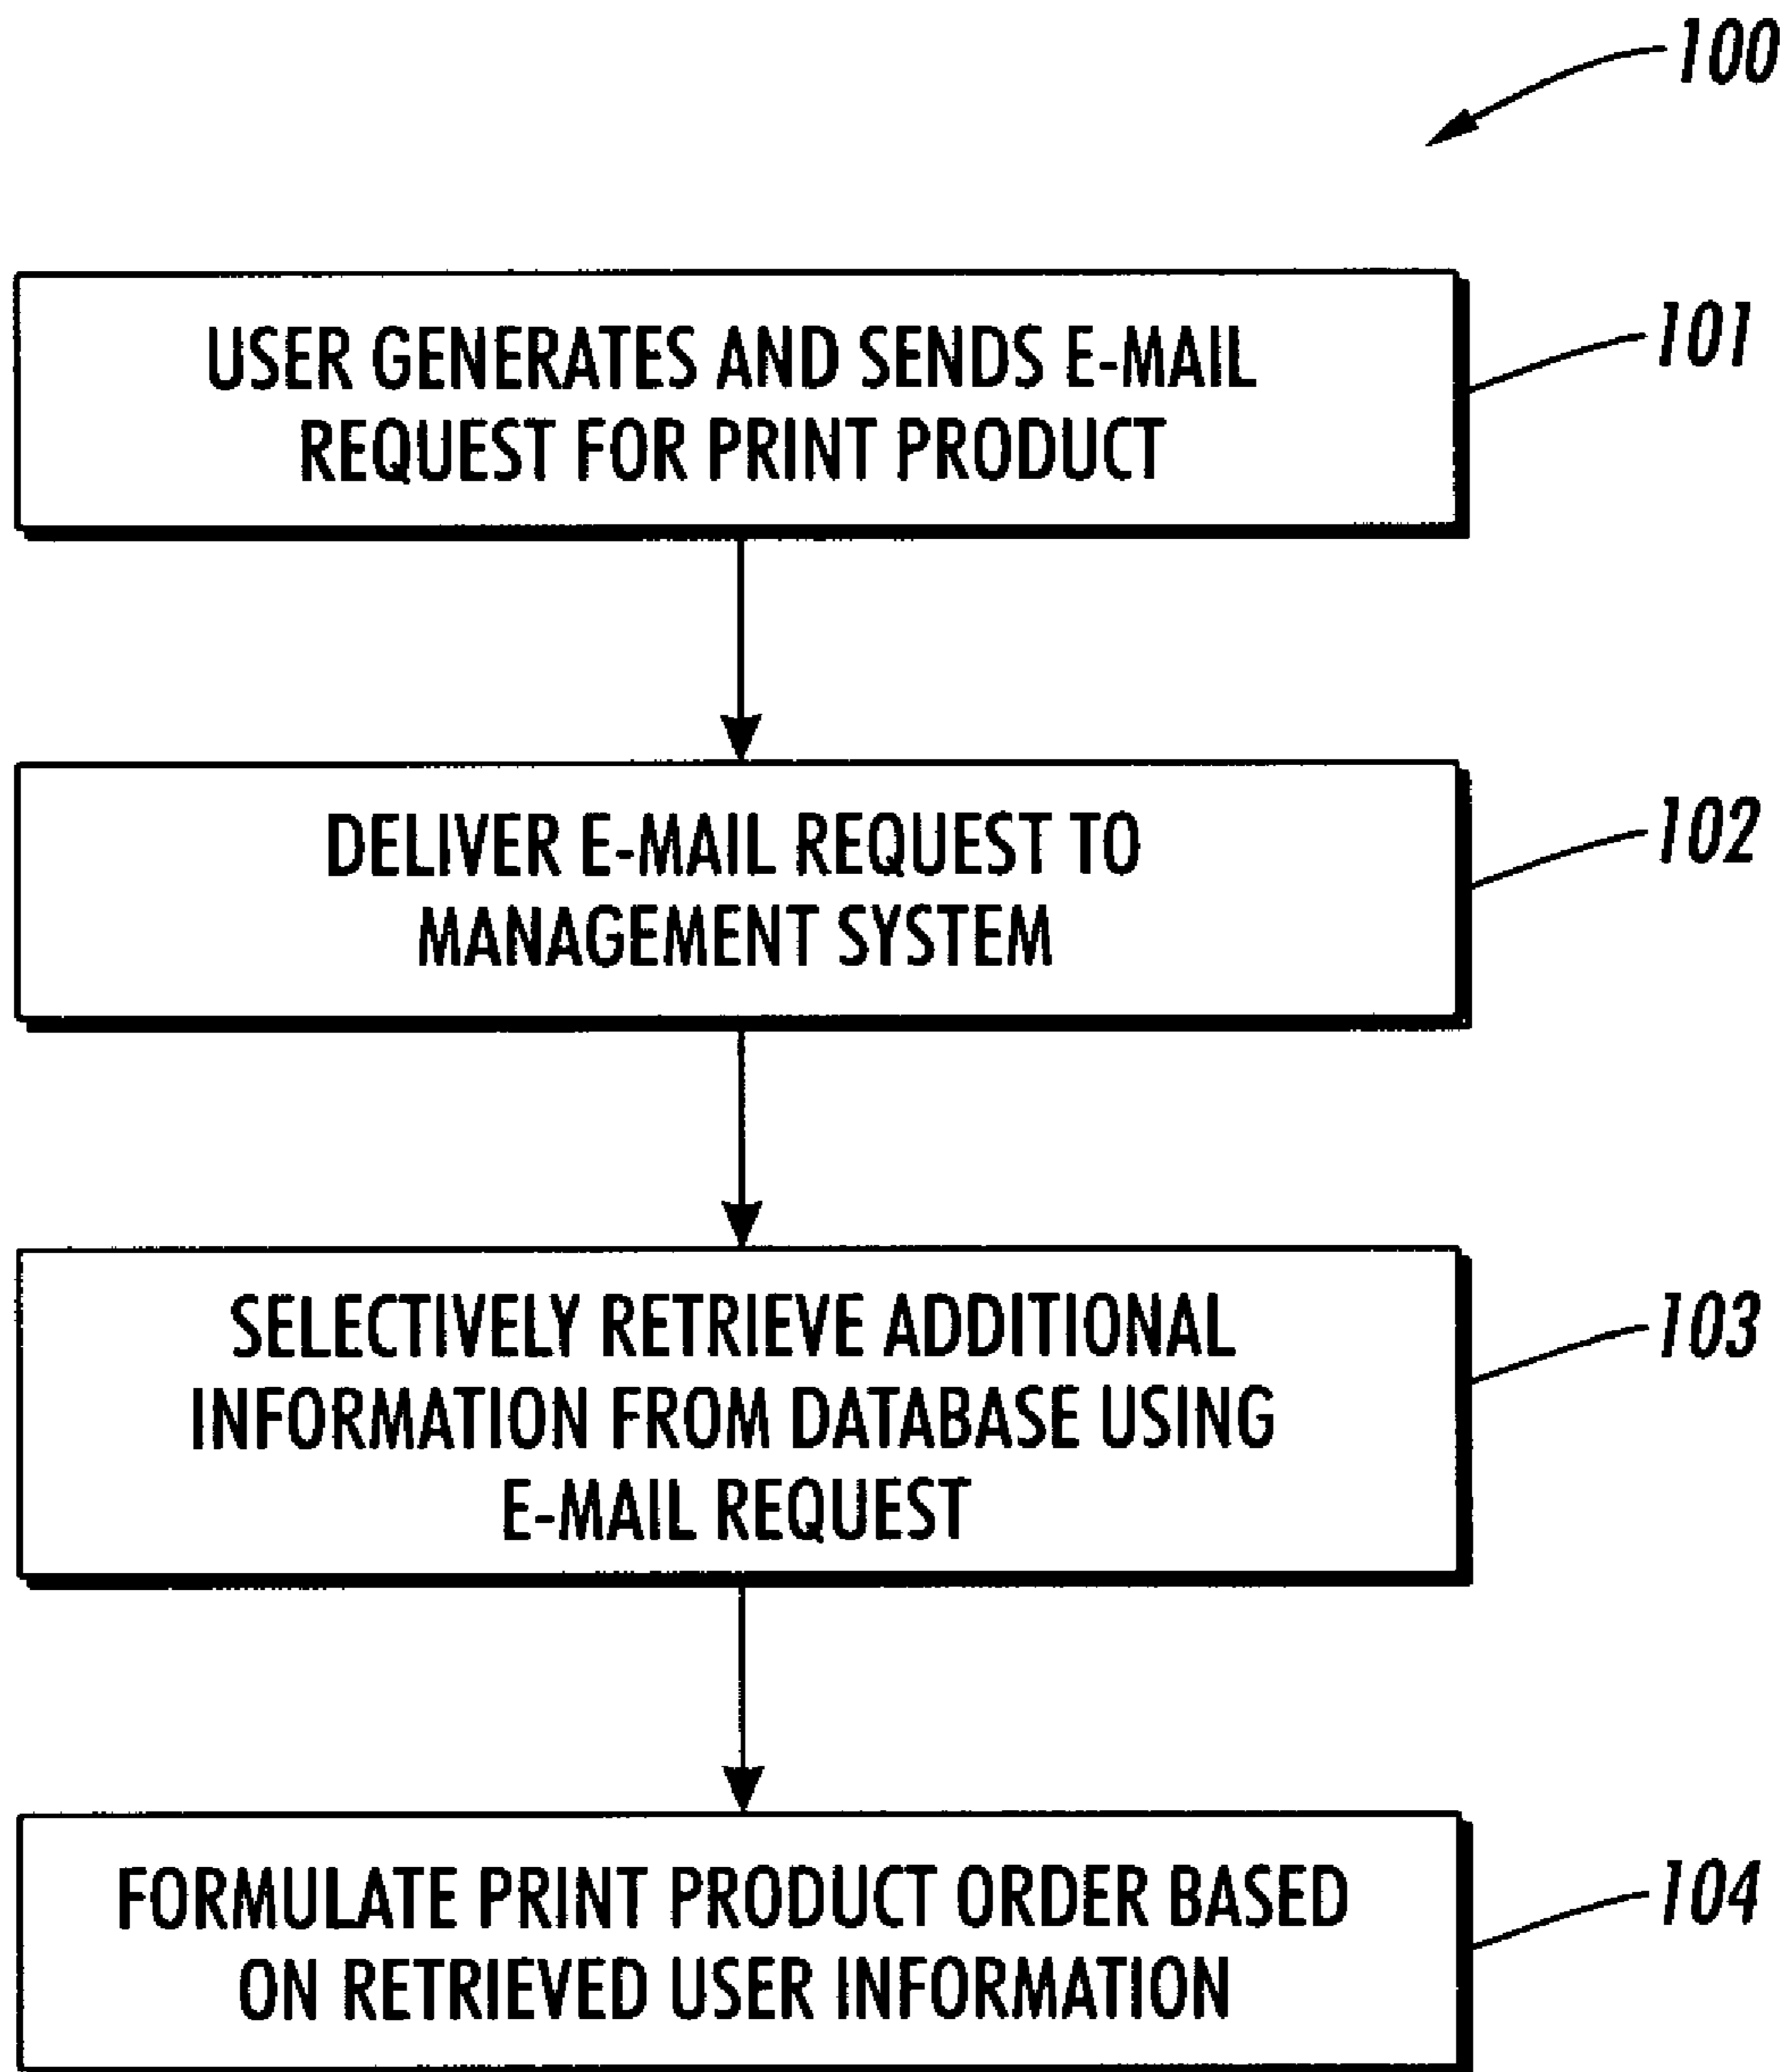 100
USER GENERATES AND SENDS E-MAIL
REQUEST FOR PRINT PRODUCT
101
DELIVER E-MAIL REQUEST TO
MANAGEMENT SYSTEM
102
SELECTIVELY RETRIEVE ADDITIONAL
INFORMATION FROM DATABASE USING
E-MAIL REQUEST
103
FORMULATE PRINT PRODUCT ORDER BASED
ON RETRIEVED USER INFORMATION
104